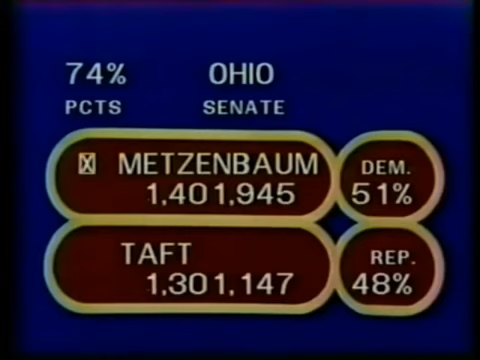 74% OHIO
PCTS SENATE
☒ METZENBAUM DEM.
1,401,945 51%
TAFT REP.
1,301,147 48%